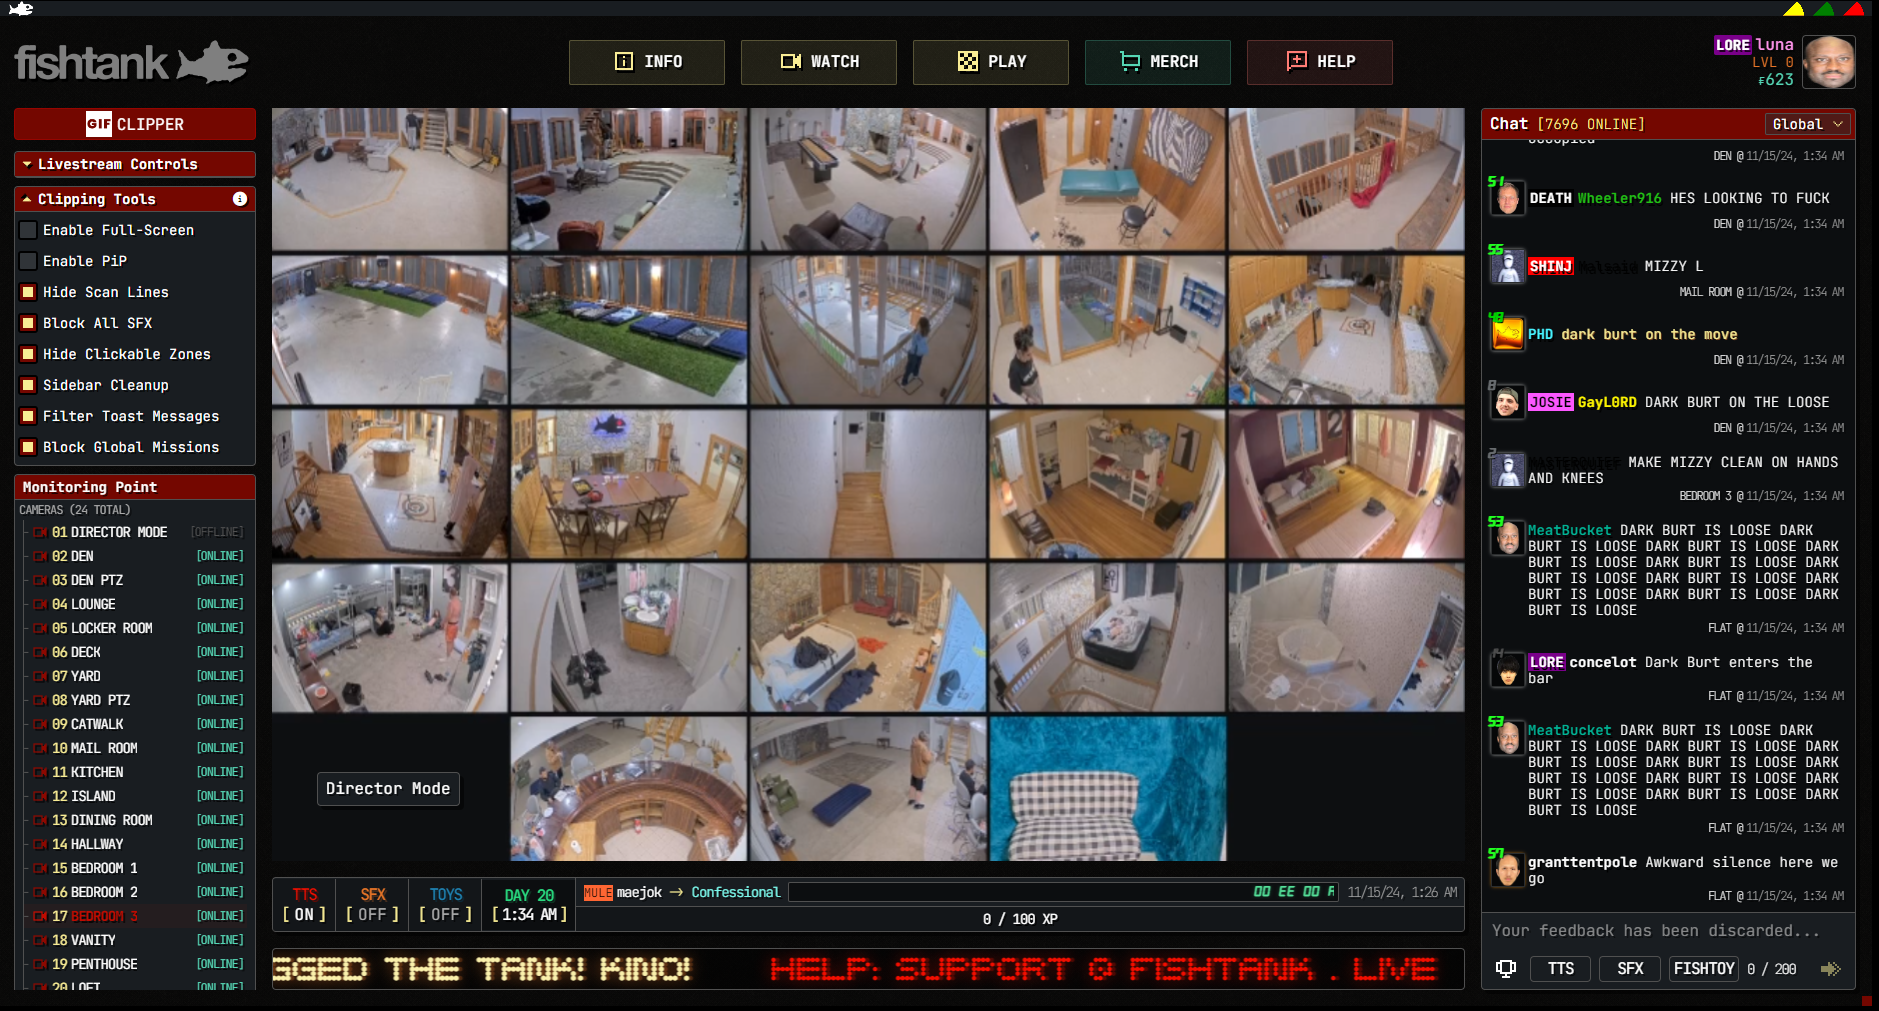 fishtank
INFO
WATCH
PLAY
MERCH
HELP
LORE luna
LVL 0
₣623
GIF CLIPPER
Livestream Controls
Clipping Tools
Enable Full-Screen
Enable PiP
Hide Scan Lines
Block All SFX
Hide Clickable Zones
Sidebar Cleanup
Filter Toast Messages
Block Global Missions
Monitoring Point
CAMERAS (24 TOTAL)
01 DIRECTOR MODE [OFFLINE]
02 DEN [ONLINE]
03 DEN PTZ [ONLINE]
04 LOUNGE [ONLINE]
05 LOCKER ROOM [ONLINE]
06 DECK [ONLINE]
07 YARD [ONLINE]
08 YARD PTZ [ONLINE]
09 CATWALK [ONLINE]
10 MAIL ROOM [ONLINE]
11 KITCHEN [ONLINE]
12 ISLAND [ONLINE]
13 DINING ROOM [ONLINE]
14 HALLWAY [ONLINE]
15 BEDROOM 1 [ONLINE]
16 BEDROOM 2 [ONLINE]
17 BEDROOM 3 [ONLINE]
18 VANITY [ONLINE]
19 PENTHOUSE [ONLINE]
20 LOFT [ONLINE]
1
2
Director Mode
TTS
[ ON ]
SFX
[ OFF ]
TOYS
[ OFF ]
DAY 20
[ 1:34 AM ]
MULE maejok → Confessional
OO EE OO
11/15/24, 1:26 AM
0 / 100 XP
GGED THE TANK! KINO! HELP: SUPPORT @ FISHTANK . LIVE
Chat [7696 ONLINE]
Global
occupied
DEN @ 11/15/24, 1:34 AM
51
DEATH Wheeler916 HES LOOKING TO FUCK
DEN @ 11/15/24, 1:34 AM
55
SHINJ MIZZY L
MAIL ROOM @ 11/15/24, 1:34 AM
48
PHD dark burt on the move
DEN @ 11/15/24, 1:34 AM
8
JOSIE GayL0RD DARK BURT ON THE LOOSE
DEN @ 11/15/24, 1:34 AM
2
MAKE MIZZY CLEAN ON HANDS
AND KNEES
BEDROOM 3 @ 11/15/24, 1:34 AM
53
MeatBucket DARK BURT IS LOOSE DARK
BURT IS LOOSE DARK BURT IS LOOSE DARK
BURT IS LOOSE DARK BURT IS LOOSE DARK
BURT IS LOOSE DARK BURT IS LOOSE DARK
BURT IS LOOSE DARK BURT IS LOOSE DARK
BURT IS LOOSE
FLAT @ 11/15/24, 1:34 AM
LORE concelot Dark Burt enters the
bar
FLAT @ 11/15/24, 1:34 AM
53
MeatBucket DARK BURT IS LOOSE DARK
BURT IS LOOSE DARK BURT IS LOOSE DARK
BURT IS LOOSE DARK BURT IS LOOSE DARK
BURT IS LOOSE DARK BURT IS LOOSE DARK
BURT IS LOOSE DARK BURT IS LOOSE DARK
BURT IS LOOSE
FLAT @ 11/15/24, 1:34 AM
57
granttentpole Awkward silence here we
go
FLAT @ 11/15/24, 1:34 AM
Your feedback has been discarded...
TTS
SFX
FISHTOY
0 / 200